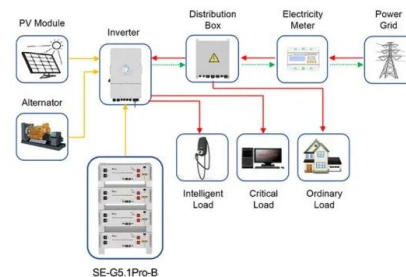 PV Module
Inverter
Distribution
Box
Electricity
Meter
Power
Grid
Alternator
Intelligent
Load
Critical
Load
Ordinary
Load
SE-G5.1Pro-B